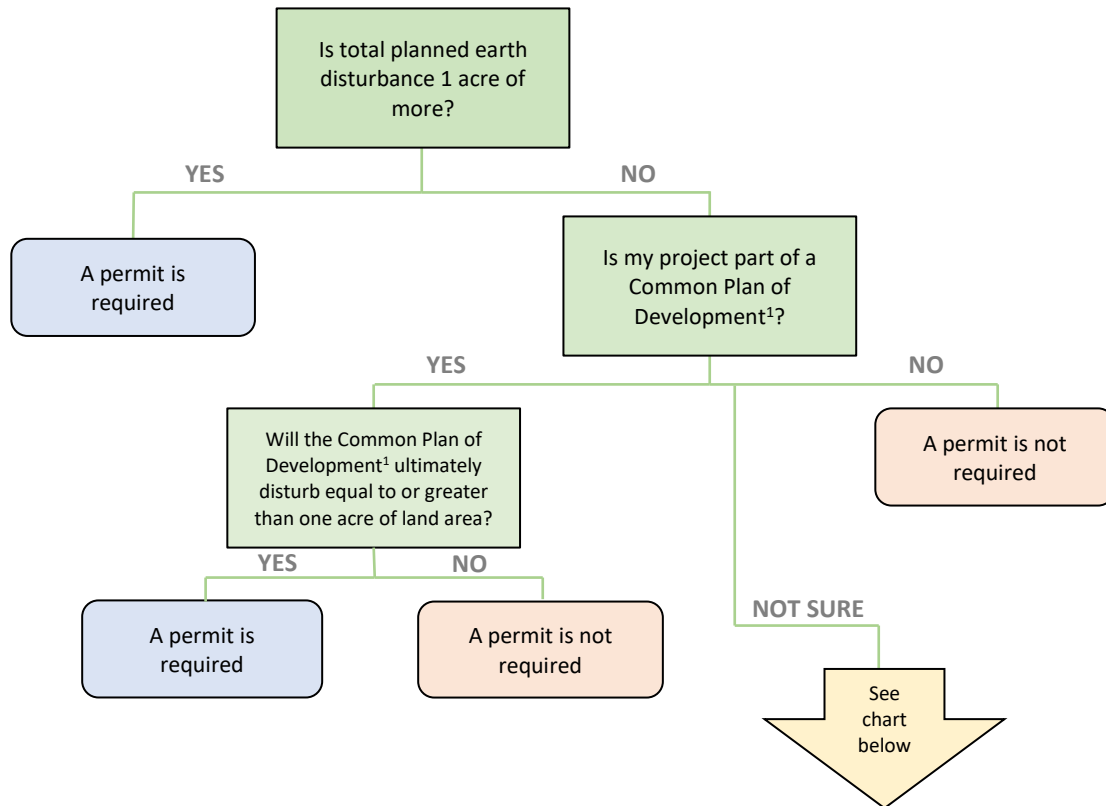 Is total planned earth
disturbance 1 acre of
more?
YES
NO
A permit is
required
Is my project part of a
Common Plan of
Development¹?
YES
NO
Will the Common Plan of
Development¹ ultimately
disturb equal to or greater
than one acre of land area?
A permit is not
required
YES
NO
A permit is
required
A permit is not
required
NOT SURE
See
chart
below